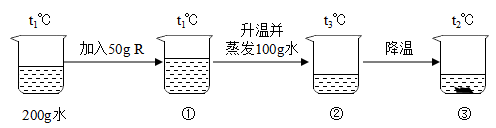 t₁℃
加入50g R
t₁℃
升温并
蒸发100g水
t₃℃
降温
t₂℃
200g水
①
②
③